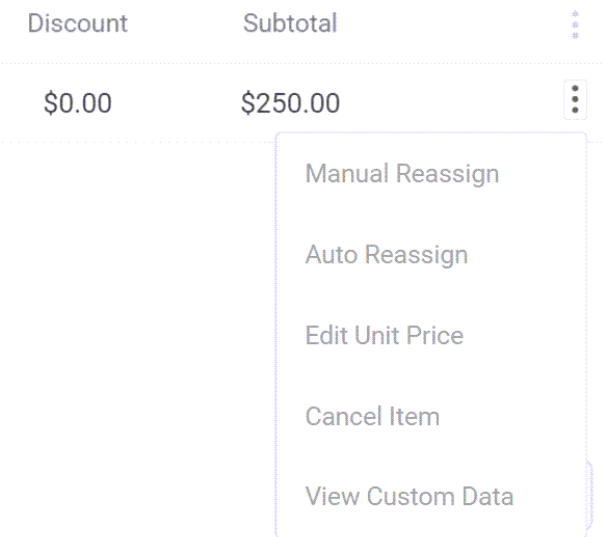 Discount Subtotal
$0.00 $250.00
Manual Reassign
Auto Reassign
Edit Unit Price
Cancel Item
View Custom Data